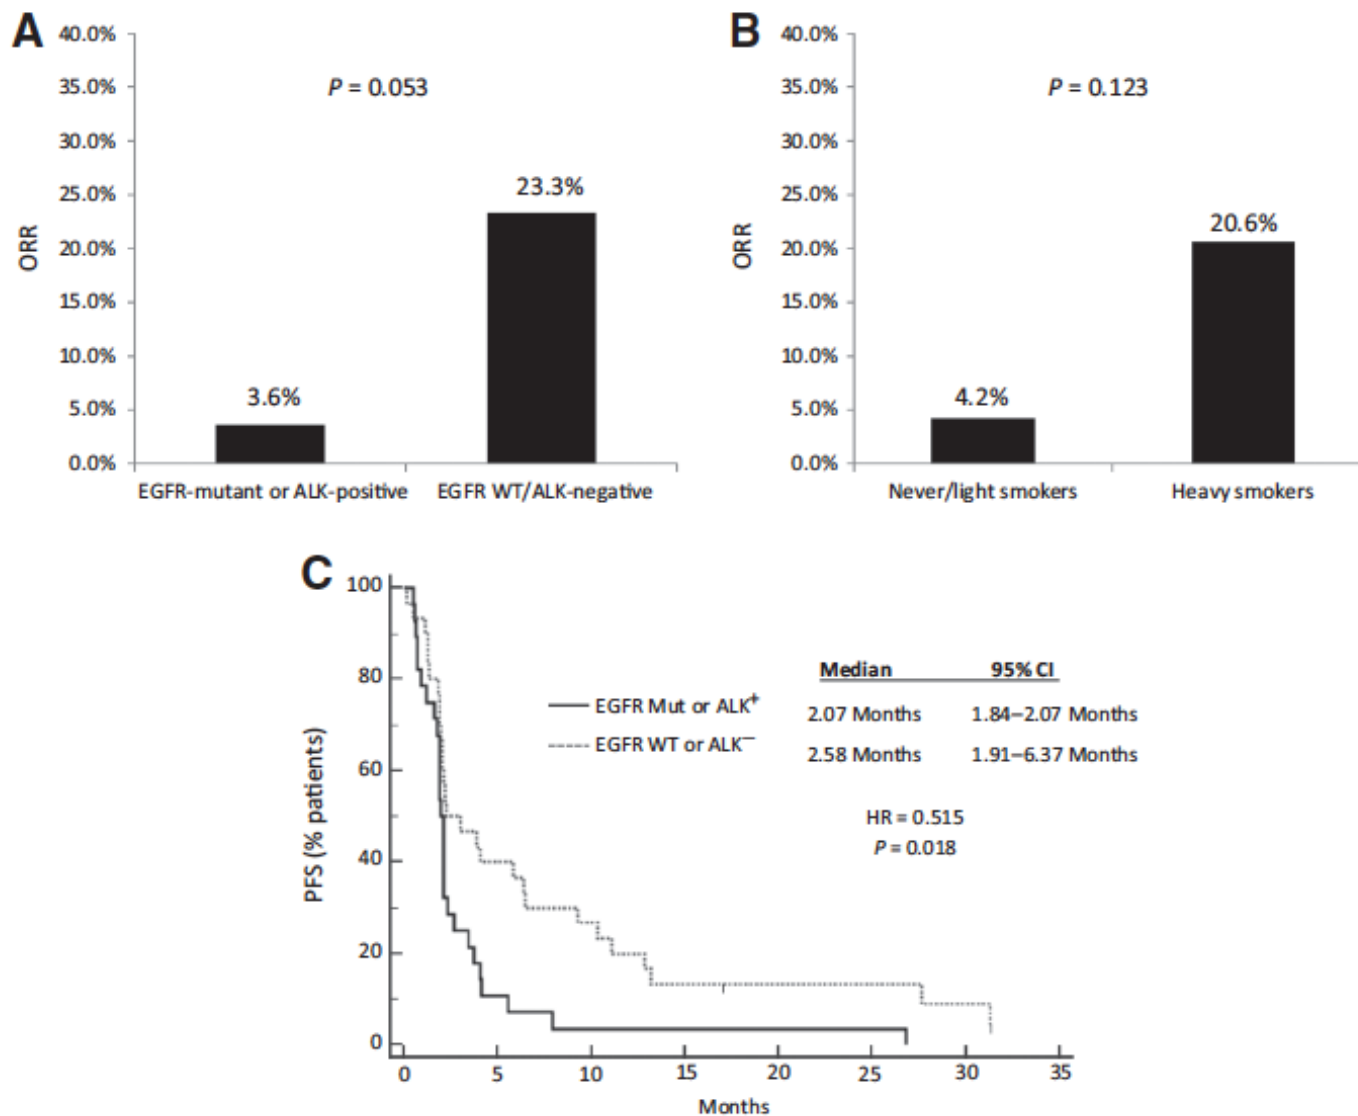 A
40.0%
35.0%
30.0%
25.0%
20.0%
15.0%
10.0%
5.0%
0.0%
ORR
P = 0.053
3.6%
23.3%
EGFR-mutant or ALK-positive
EGFR WT/ALK-negative
B
40.0%
35.0%
30.0%
25.0%
20.0%
15.0%
10.0%
5.0%
0.0%
ORR
P = 0.123
4.2%
20.6%
Never/light smokers
Heavy smokers
C
100
80
60
40
20
0
PFS (% patients)
EGFR Mut or ALK+
EGFR WT or ALK−
Median 95% CI
2.07 Months 1.84–2.07 Months
2.58 Months 1.91–6.37 Months
HR = 0.515
P = 0.018
0 5 10 15 20 25 30 35
Months